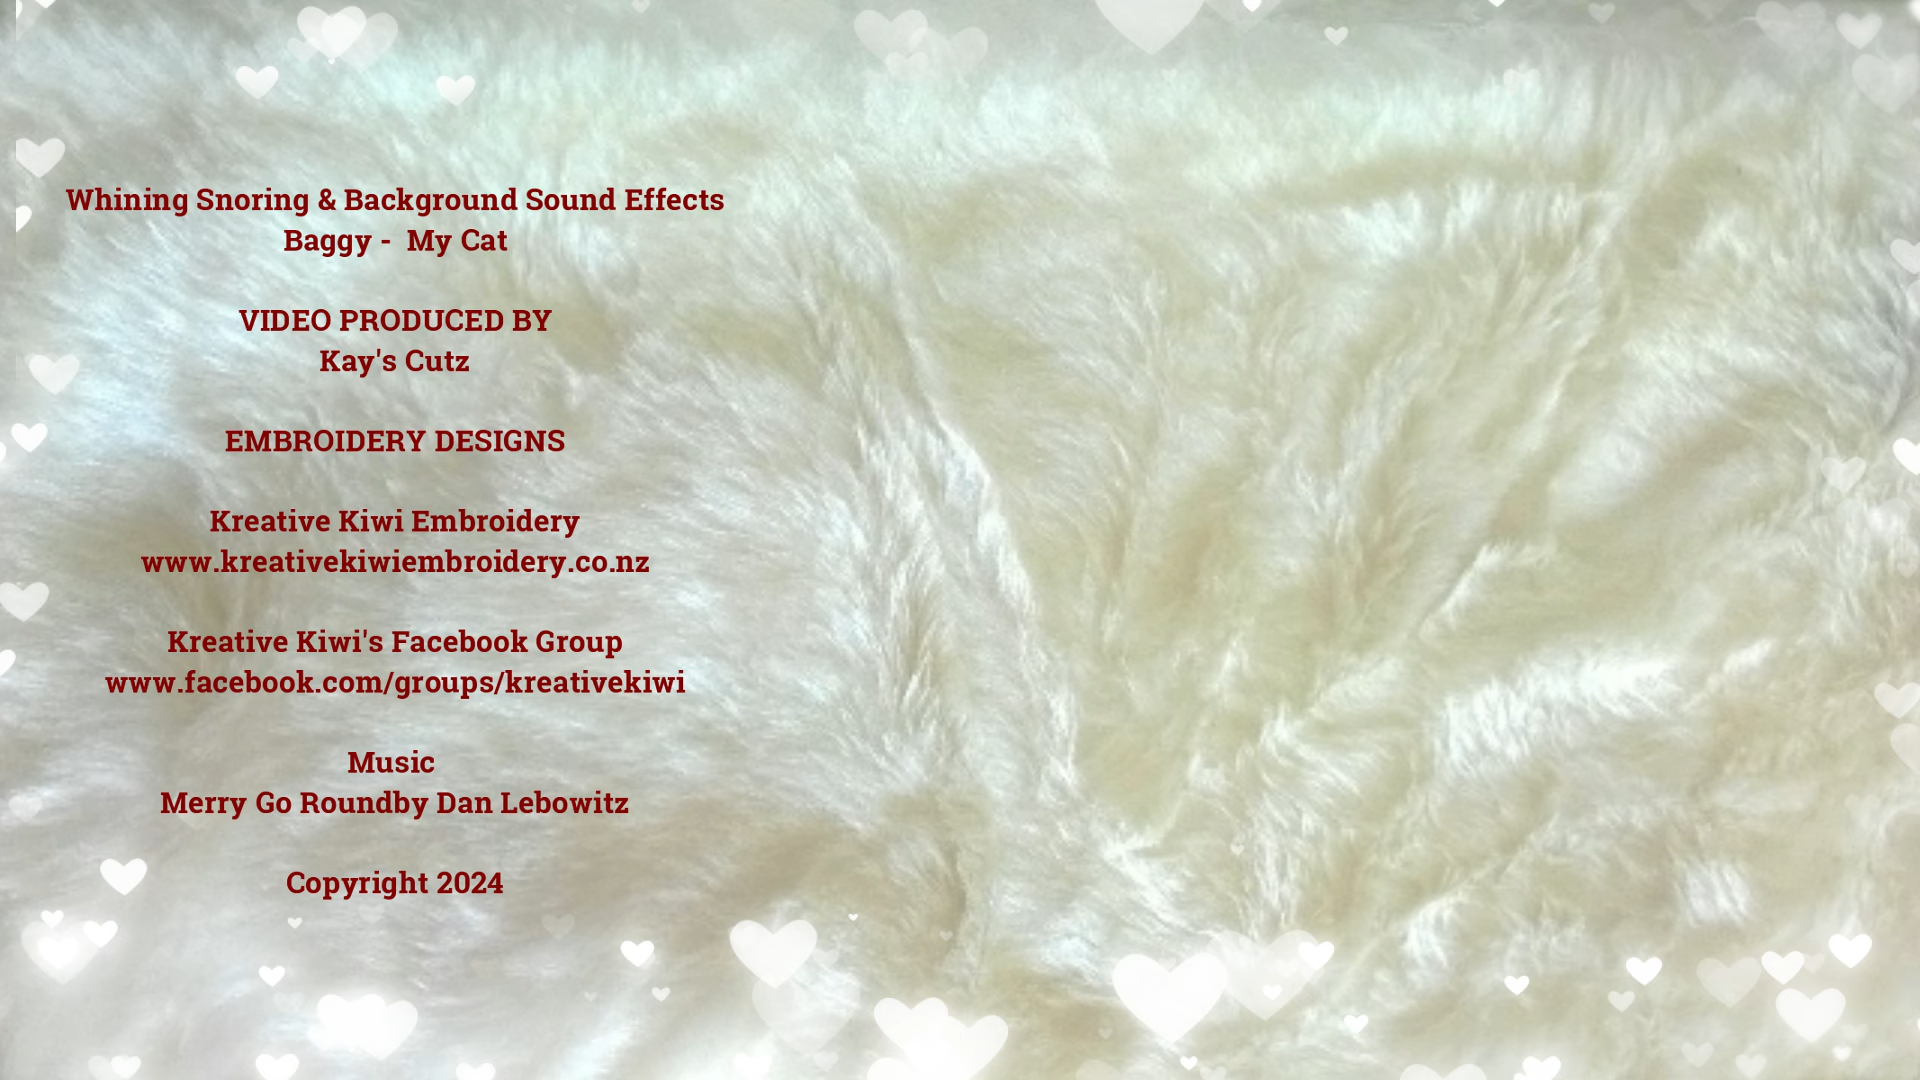 Whining Snoring & Background Sound Effects
Baggy -  My Cat
VIDEO PRODUCED BY
Kay's Cutz
EMBROIDERY DESIGNS
Kreative Kiwi Embroidery
www.kreativekiwiembroidery.co.nz
Kreative Kiwi's Facebook Group
www.facebook.com/groups/kreativekiwi
Music
Merry Go Roundby Dan Lebowitz
Copyright 2024